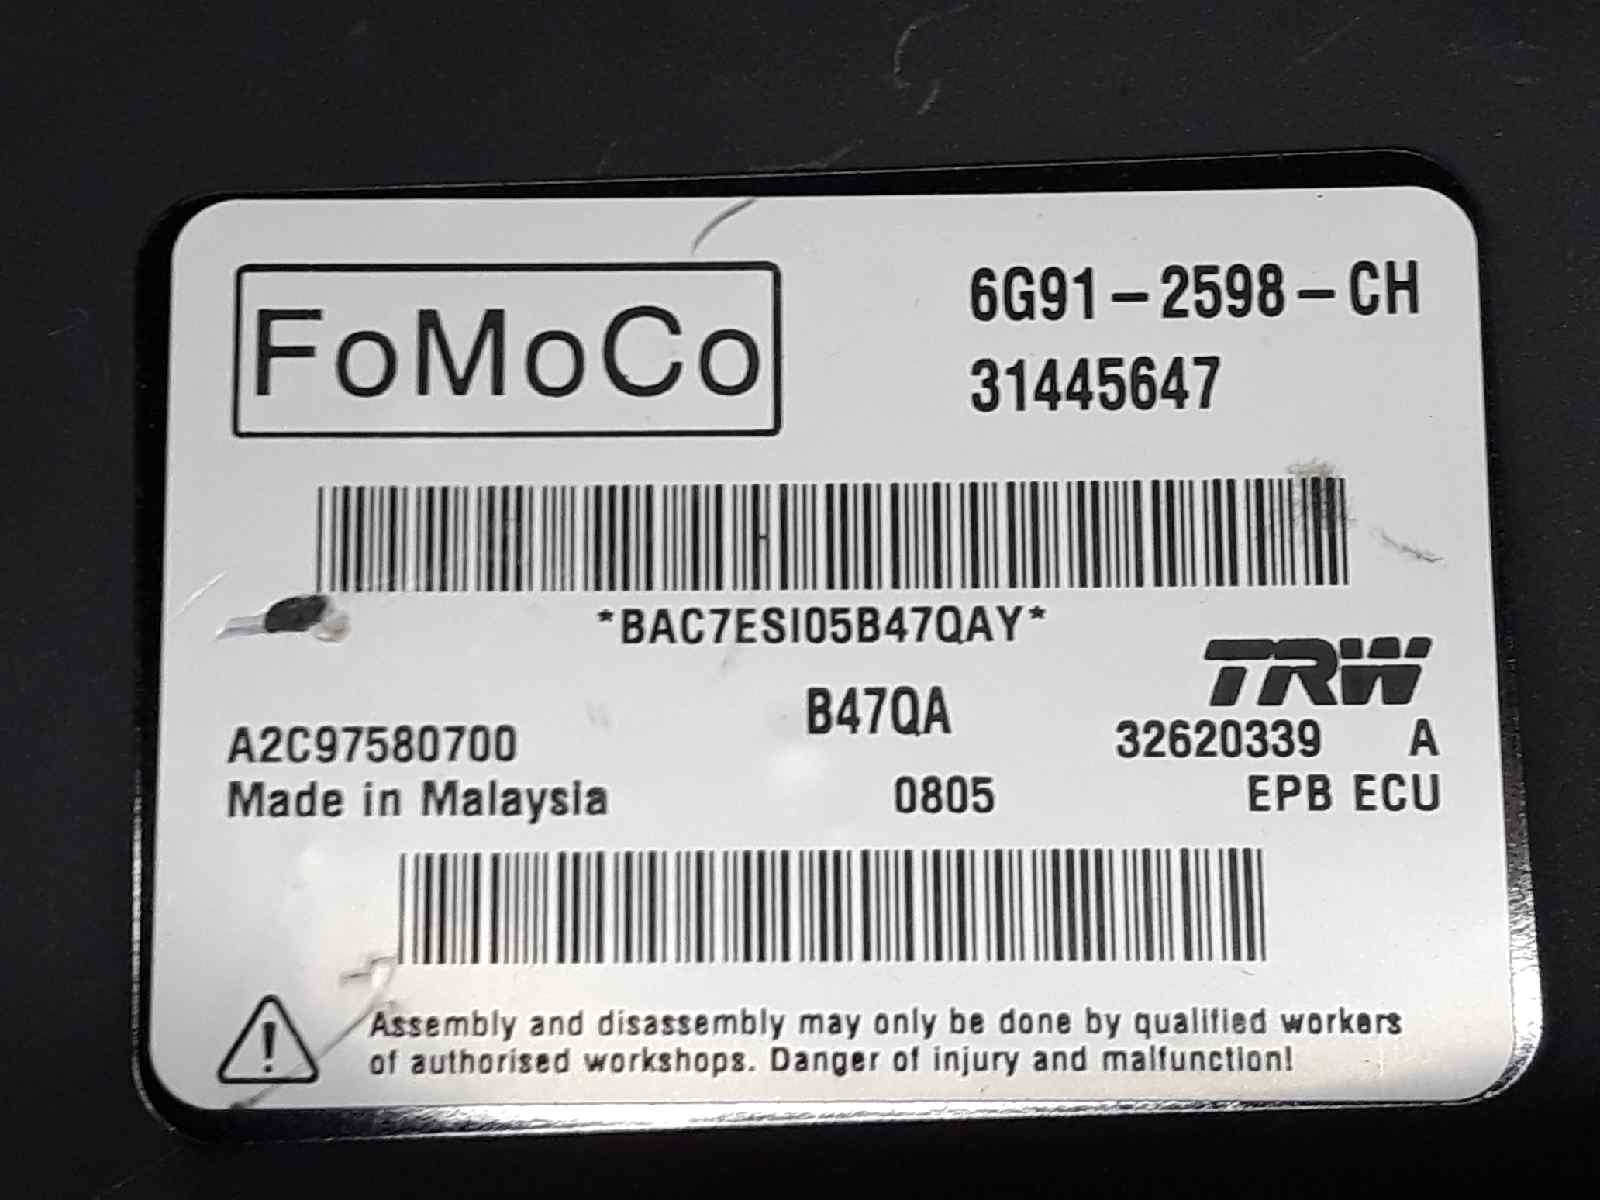 FoMoCo
6G91-2598-CH
31445647
*BAC7ESI05B47QAY*
TRW
B47QA
A2C97580700
32620339 A
Made in Malaysia
0805
EPB ECU
Assembly and disassembly may only be done by qualified workers
of authorised workshops. Danger of injury and malfunction!